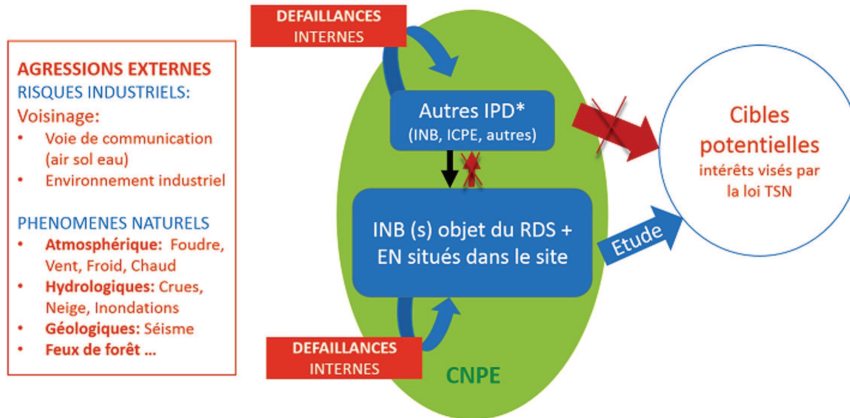 DEFAILLANCES
INTERNES
AGRESSIONS EXTERNES
RISQUES INDUSTRIELS:
Voisinage:
• Voie de communication
(air sol eau)
• Environnement industriel
PHENOMENES NATURELS
• Atmosphérique: Foudre,
Vent, Froid, Chaud
• Hydrologiques: Crues,
Neige, Inondations
• Géologiques: Séisme
• Feux de forêt ...
Autres IPD*
(INB, ICPE, autres)
INB (s) objet du RDS +
EN situés dans le site
Etude
Cibles
potentielles
intérêts visés par
la loi TSN
DEFAILLANCES
INTERNES
CNPE